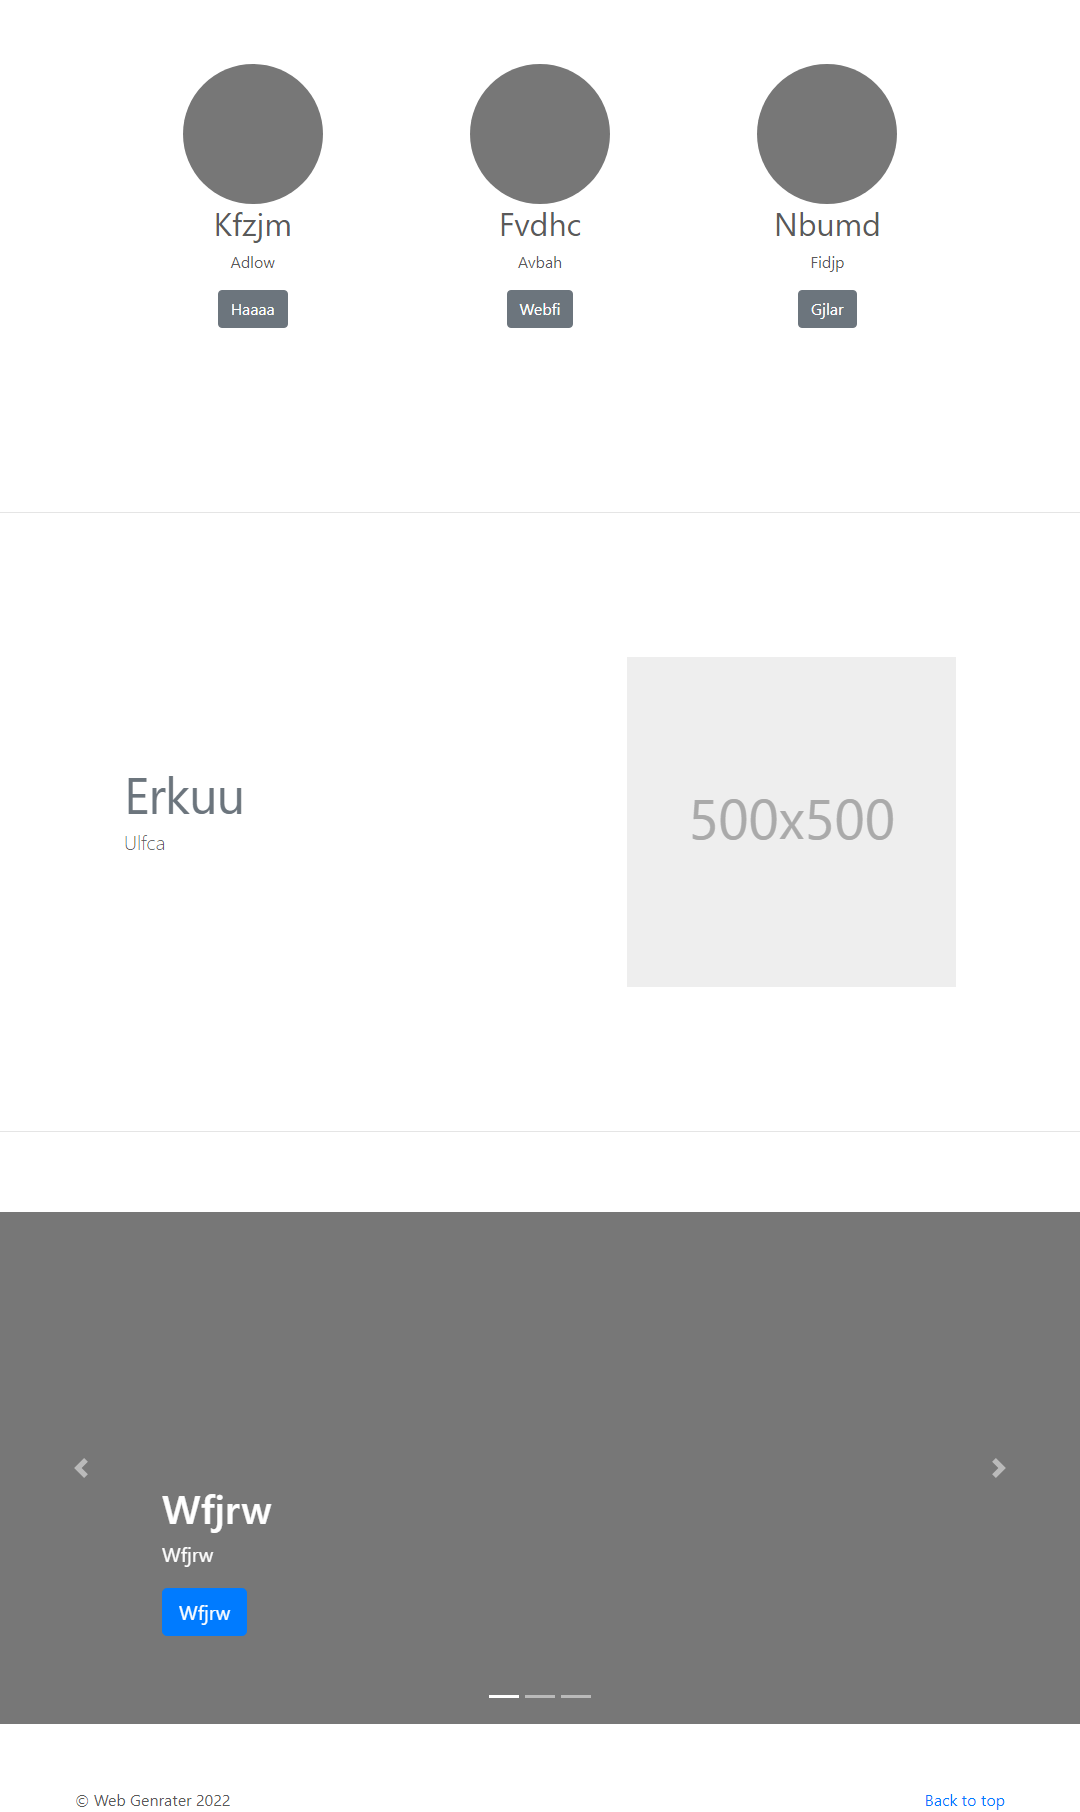 Kfzjm
Fvdhc
Nbumd
Adlow
Avbah
Fidjp
Haaaa
Webfi
Gjlar
Erkuu
Ulfca
500x500
Wfjrw
Wfjrw
Wfjrw
© Web Genrater 2022
Back to top